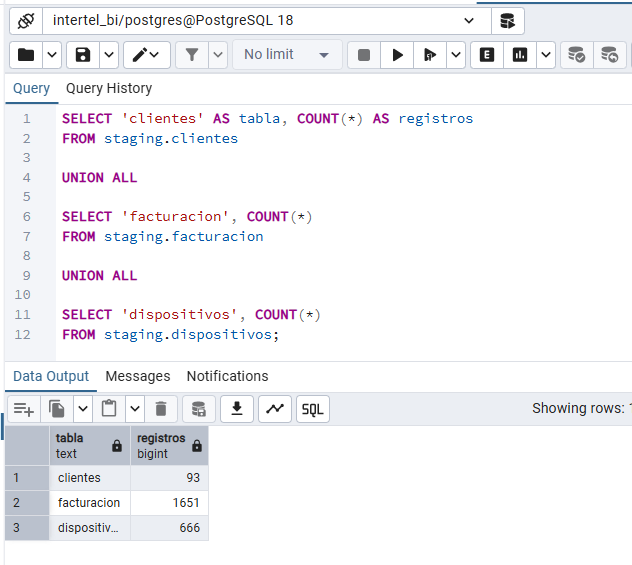 intertel_bi/postgres@PostgreSQL 18
No limit
E
Query Query History
1 SELECT 'clientes' AS tabla, COUNT(*) AS registros
2 FROM staging.clientes
3
4 UNION ALL
5
6 SELECT 'facturacion', COUNT(*)
7 FROM staging.facturacion
8
9 UNION ALL
10
11 SELECT 'dispositivos', COUNT(*)
12 FROM staging.dispositivos;
Data Output Messages Notifications
SQL Showing rows: 1
tabla registros
text bigint
1 clientes 93
2 facturacion 1651
3 dispositiv... 666